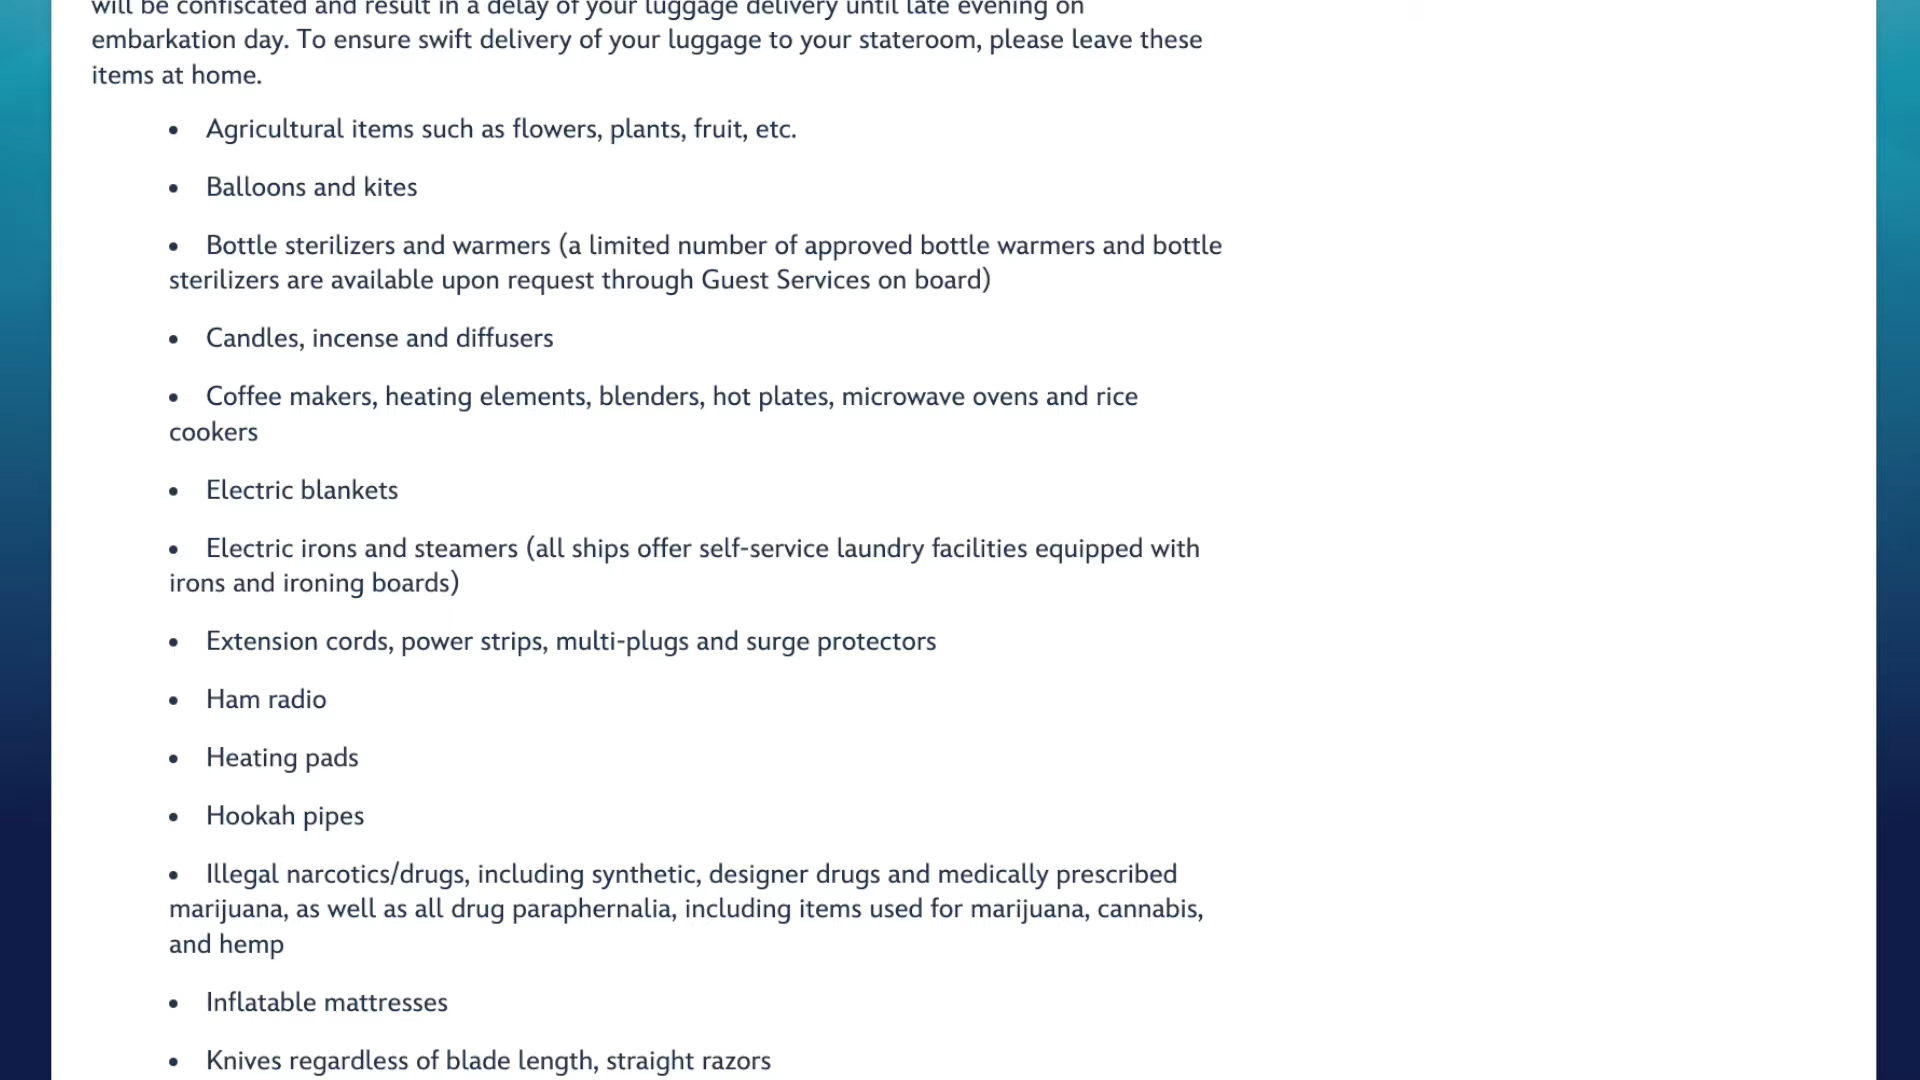 will be confiscated and result in a delay of your luggage delivery until late evening on
embarkation day. To ensure swift delivery of your luggage to your stateroom, please leave these
items at home.
• Agricultural items such as flowers, plants, fruit, etc.
• Balloons and kites
• Bottle sterilizers and warmers (a limited number of approved bottle warmers and bottle
sterilizers are available upon request through Guest Services on board)
• Candles, incense and diffusers
• Coffee makers, heating elements, blenders, hot plates, microwave ovens and rice
cookers
• Electric blankets
• Electric irons and steamers (all ships offer self-service laundry facilities equipped with
irons and ironing boards)
• Extension cords, power strips, multi-plugs and surge protectors
• Ham radio
• Heating pads
• Hookah pipes
• Illegal narcotics/drugs, including synthetic, designer drugs and medically prescribed
marijuana, as well as all drug paraphernalia, including items used for marijuana, cannabis,
and hemp
• Inflatable mattresses
• Knives regardless of blade length, straight razors